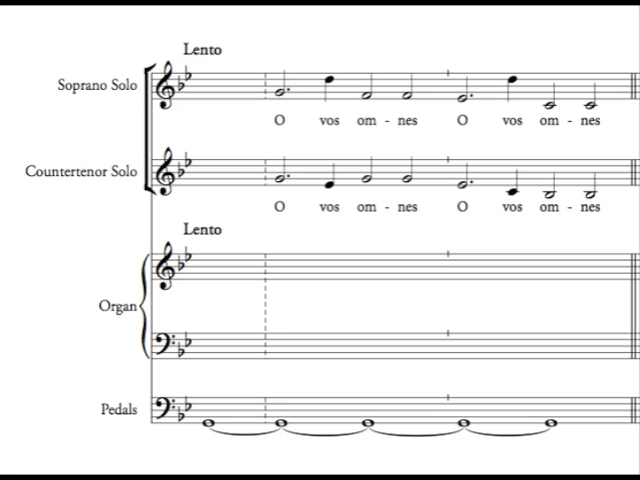 Lento
Soprano Solo
O vos om - nes O vos om - nes
Countertenor Solo
O vos om - nes O vos om - nes
Lento
Organ
Pedals